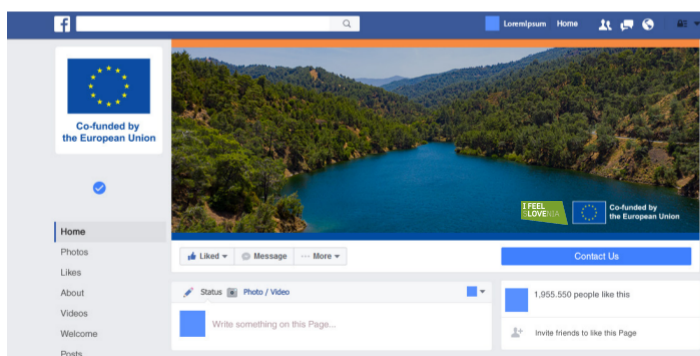 f
LoremIpsum Home
Co-funded by
the European Union
I FEEL
SLOVENIA
Co-funded by
the European Union
Home
Photos
Likes
About
Videos
Welcome
Posts
Liked Message ··· More
Contact Us
Status Photo / Video
Write something on this Page...
1,955.550 people like this
Invite friends to like this Page